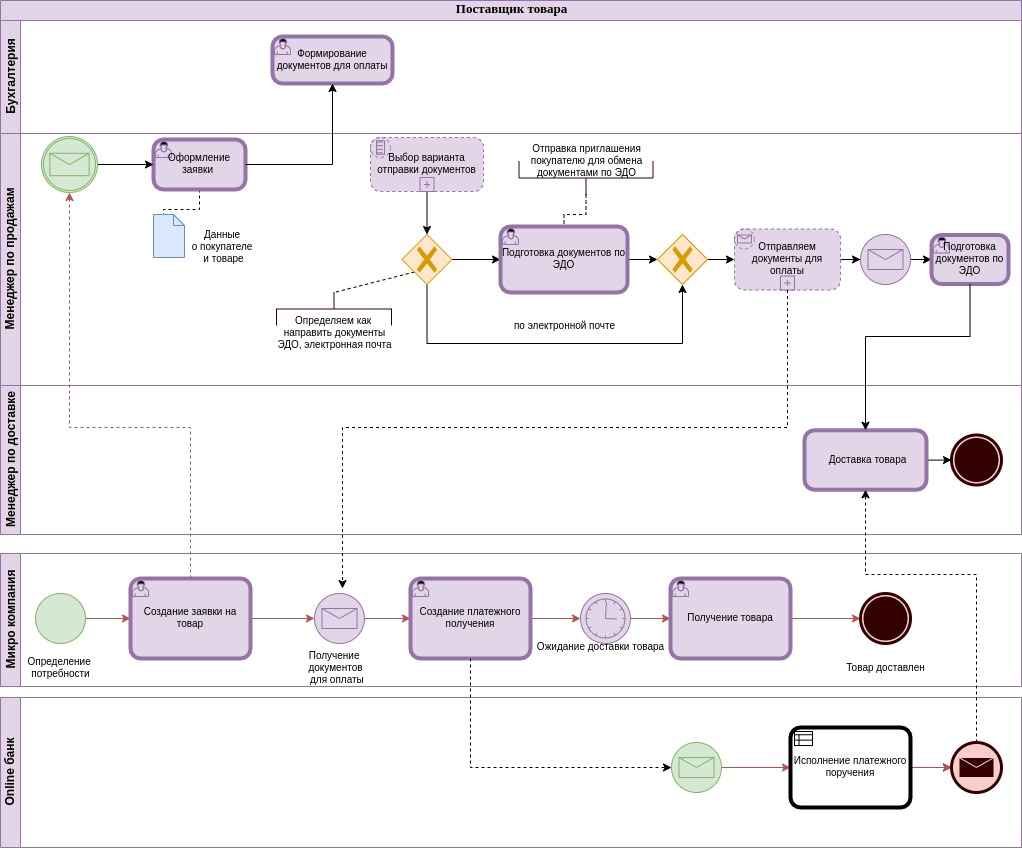 Поставщик товара
Бухгалтерия
Формирование
документов для оплаты
Менеджер по продажам
Оформление
заявки
Данные
о покупателе
и товаре
Выбор варианта
отправки документов
Определяем как
направить документы
ЭДО, электронная почта
Отправка приглашения
покупателю для обмена
документами по ЭДО
Подготовка документов по
ЭДО
по электронной почте
Отправляем
документы для
оплаты
Подготовка
документов по
ЭДО
Менеджер по доставке
Доставка товара
Микро компания
Определение
потребности
Создание заявки на
товар
Получение
документов
для оплаты
Создание платежного
получения
Ожидание доставки товара
Получение товара
Товар доставлен
Online банк
Исполнение платежного
поручения